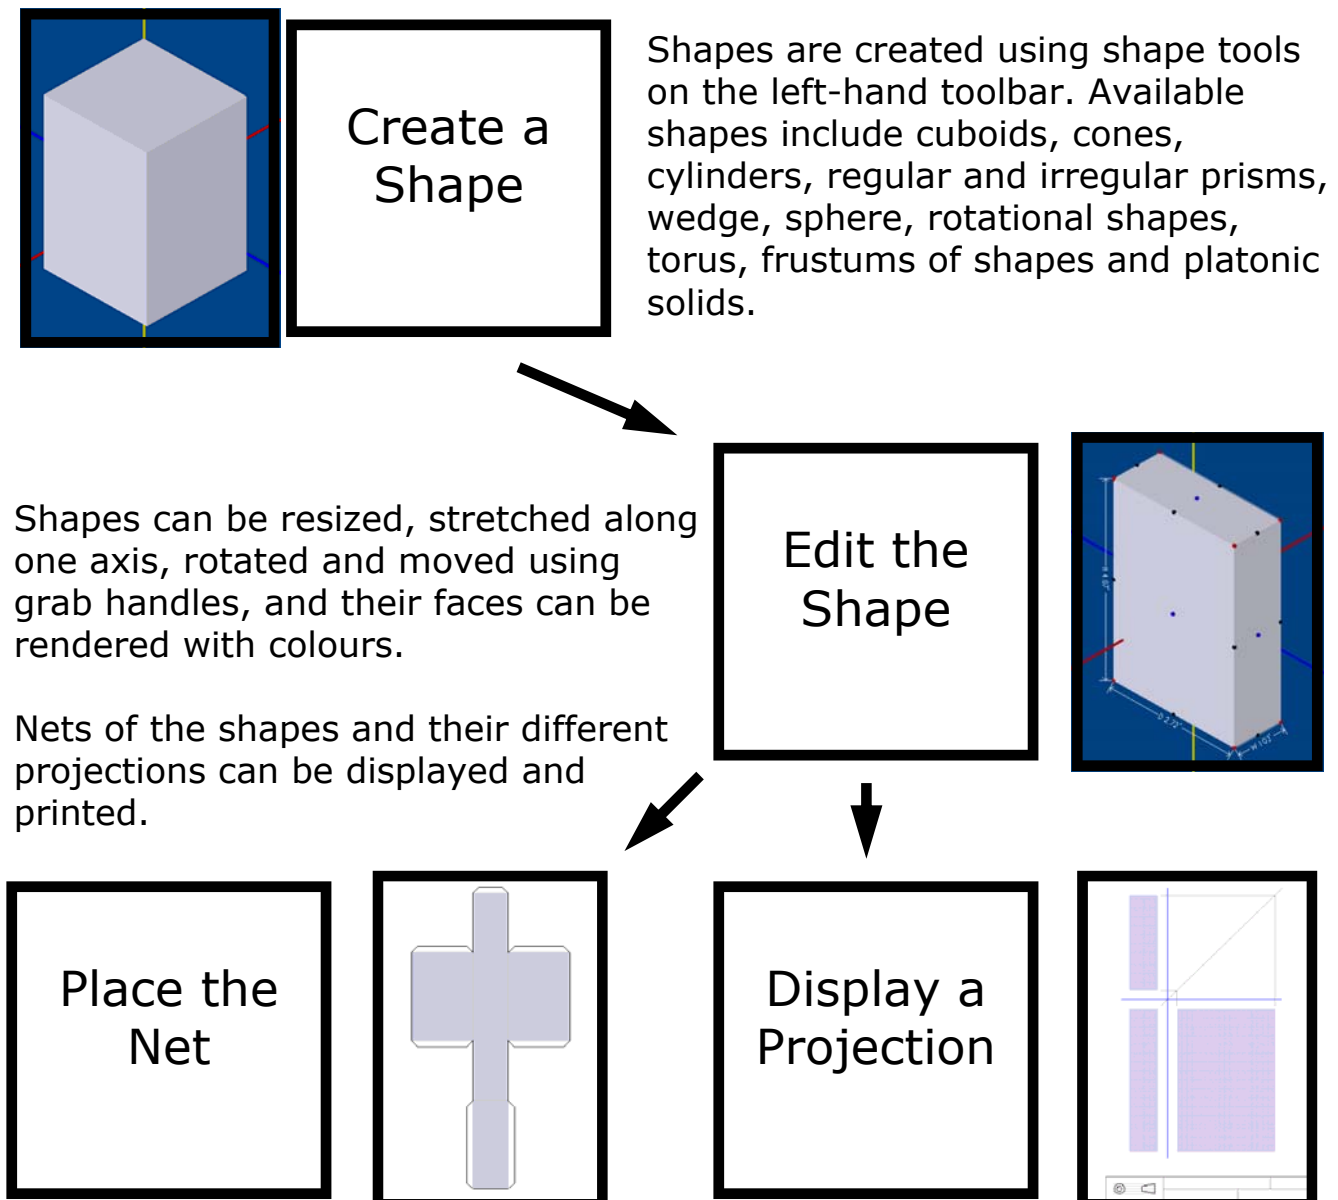 Create a
Shape
Shapes are created using shape tools
on the left-hand toolbar. Available
shapes include cuboids, cones,
cylinders, regular and irregular prisms,
wedge, sphere, rotational shapes,
torus, frustums of shapes and platonic
solids.
Shapes can be resized, stretched along
one axis, rotated and moved using
grab handles, and their faces can be
rendered with colours.
Nets of the shapes and their different
projections can be displayed and
printed.
Edit the
Shape
D 2.72"
W 1.03"
Place the
Net
Display a
Projection